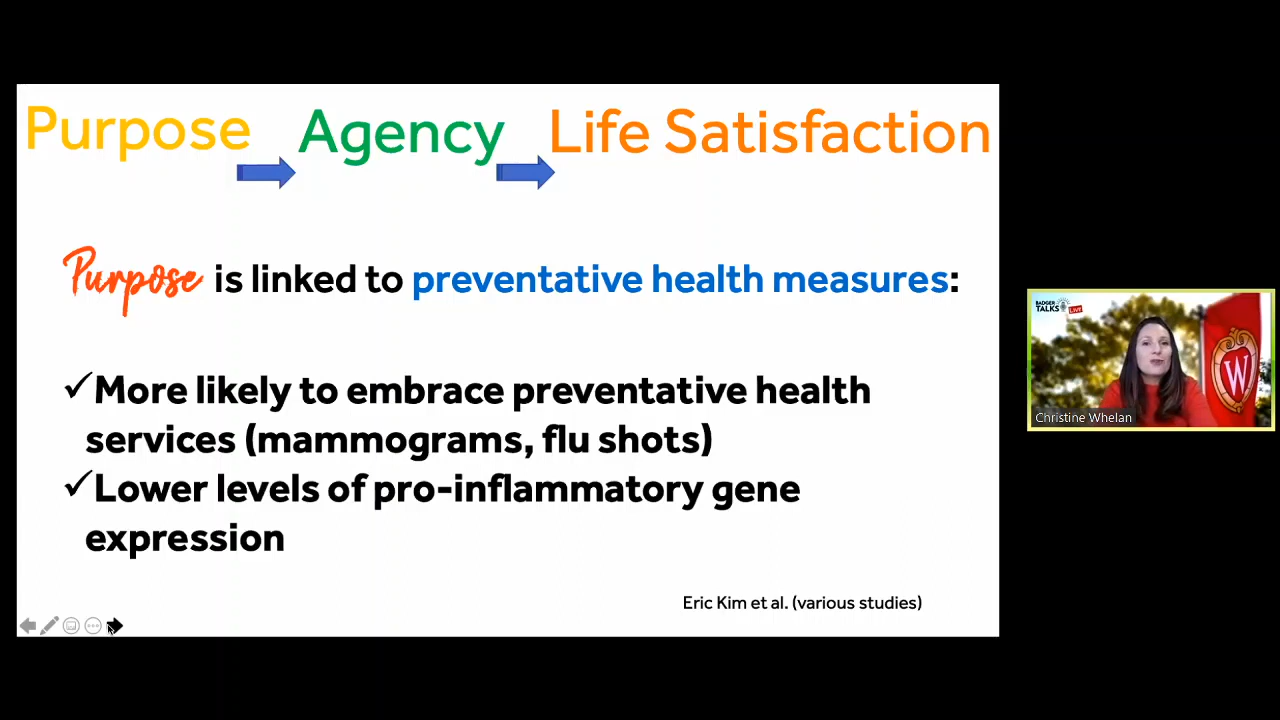 Purpose Agency Life Satisfaction
Purpose is linked to preventative health measures:
✓More likely to embrace preventative health
services (mammograms, flu shots)
✓Lower levels of pro-inflammatory gene
expression
Eric Kim et al. (various studies)
BADGER
TALKS LIVE
W
Christine Whelan